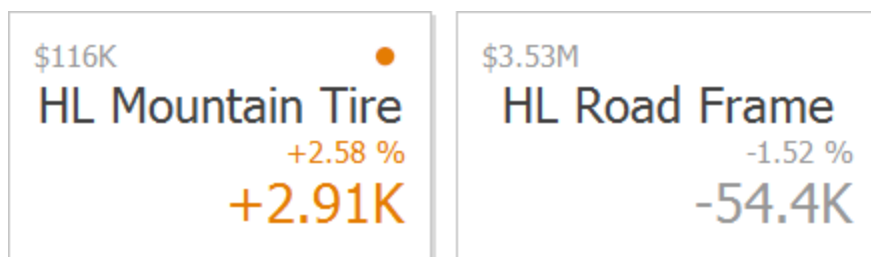 $116K
HL Mountain Tire
+2.58 %
+2.91K
$3.53M
HL Road Frame
-1.52 %
-54.4K